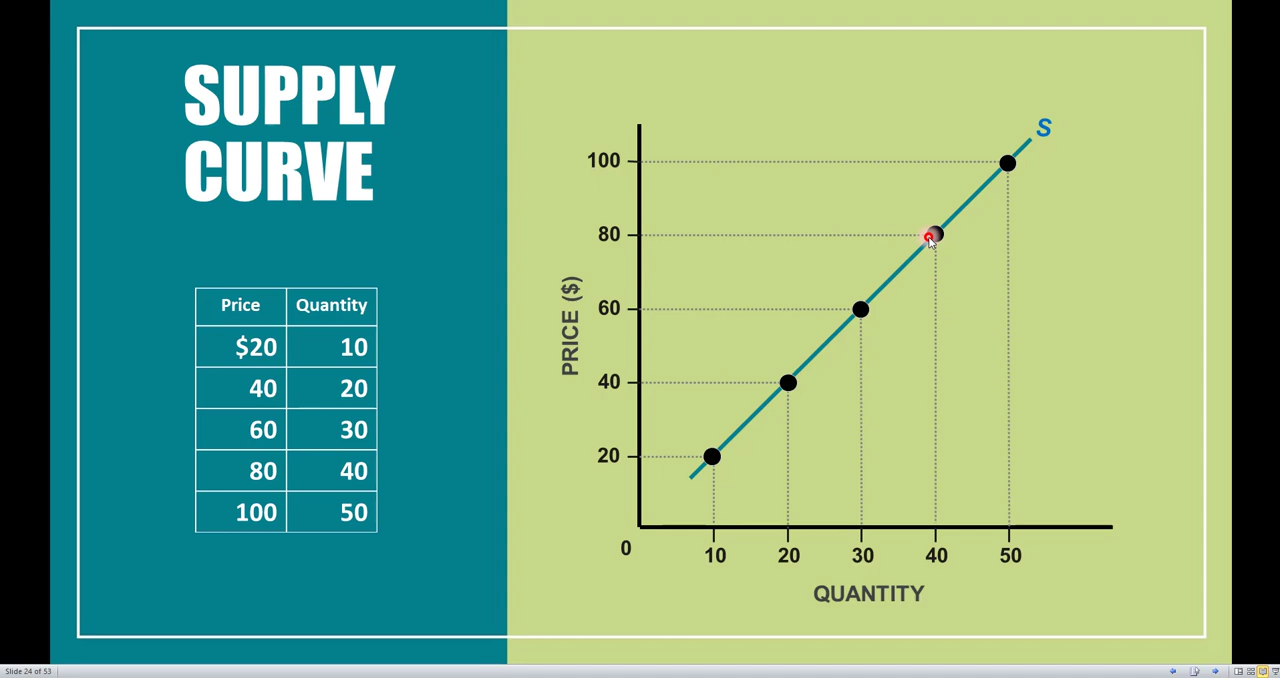 SUPPLY
CURVE
Price Quantity
$20 10
40 20
60 30
80 40
100 50
S
100
80
60
40
20
PRICE ($)
0
10 20 30 40 50
QUANTITY
Slide 24 of 53